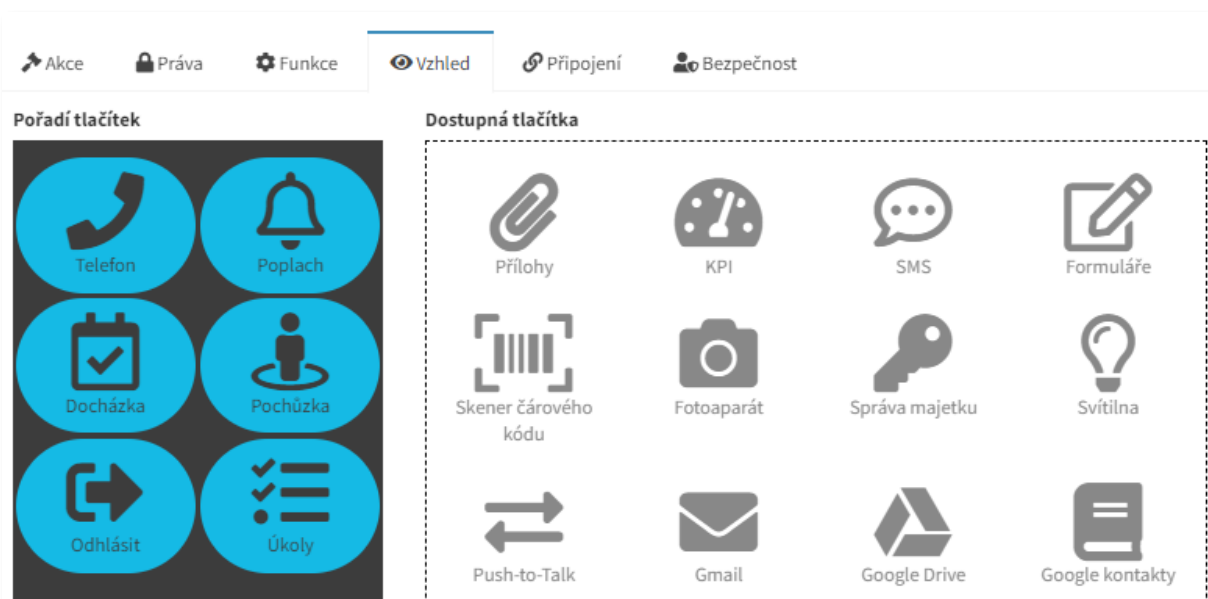 Akce Práva Funkce Vzhled Připojení Bezpečnost
Pořadí tlačítek
Telefon Poplach
Docházka Pochůzka
Odhlásit Úkoly
Dostupná tlačítka
Přílohy KPI SMS Formuláře
Skener čárového Fotoaparát Správa majetku Svítilna
kódu
Push-to-Talk Gmail Google Drive Google kontakty